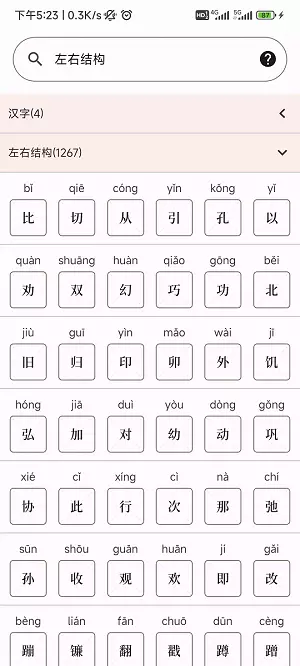 下午5:23 | 0.3K/s
HD 4G 5G 87
左右结构
汉字(4)
左右结构(1267)
bǐ qiē cóng yǐn kǒng yǐ
比 切 从 引 孔 以
quàn shuāng huàn qiǎo gōng běi
劝 双 幻 巧 功 北
jiù guī yìn mǎo wài jī
旧 归 印 卯 外 饥
hóng jiā duì yòu dòng gǒng
弘 加 对 幼 动 巩
xié cǐ xíng cì nà chí
协 此 行 次 那 弛
sūn shōu guān huān jí gǎi
孙 收 观 欢 即 改
bèng lián fān chuō dūn cèng
蹦 镰 翻 戳 蹲 蹭